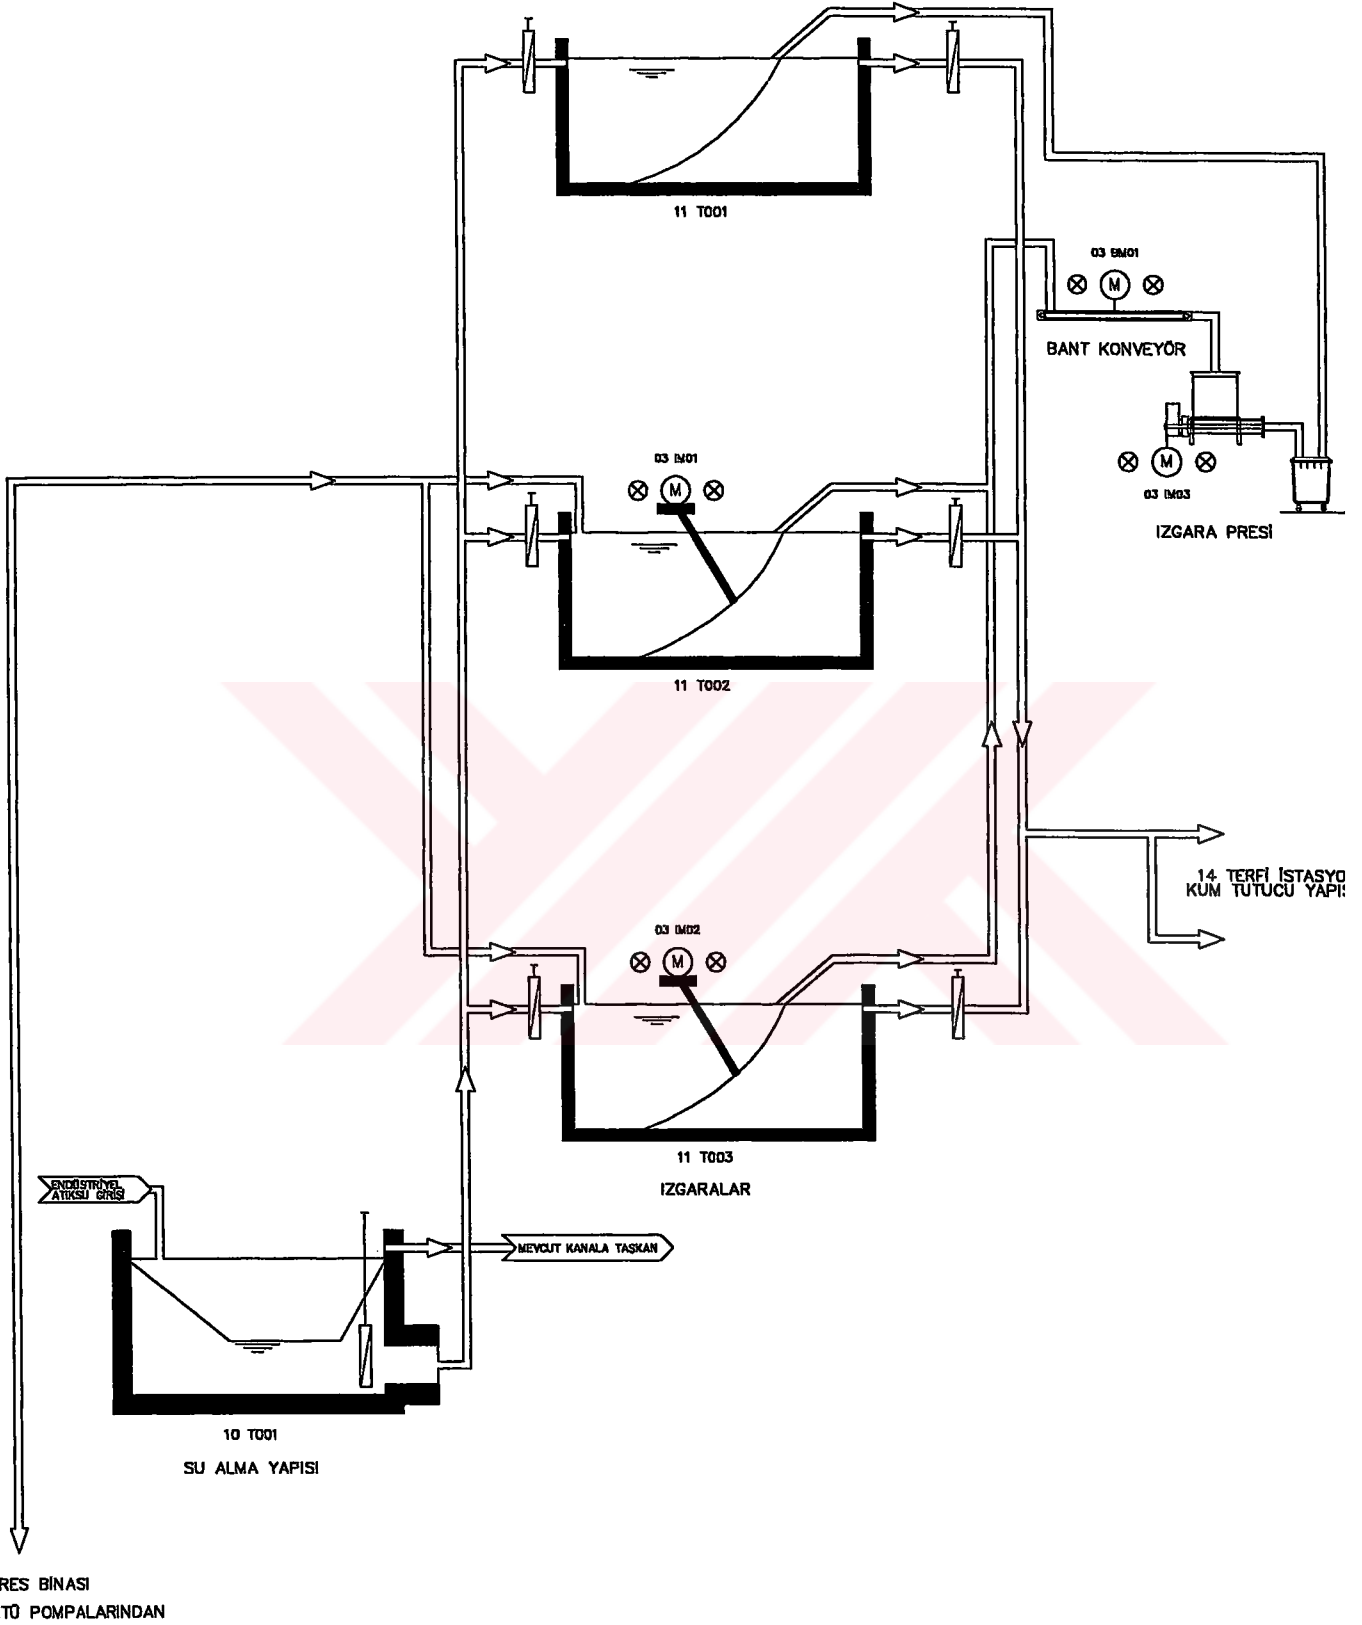 11 T001
03 BM01
M
BANT KONVEYÖR
M
03 IM03
IZGARA PRESİ
03 IM01
M
11 T002
14 TERFİ İSTASYO
KUM TUTUCU YAPIS
03 IM02
M
11 T003
IZGARALAR
ENDÜSTRİYEL
ATIKSU GİRİŞİ
MEVCUT KANALA TAŞKAN
10 T001
SU ALMA YAPISI
RES BİNASI
TÜ POMPALARINDAN